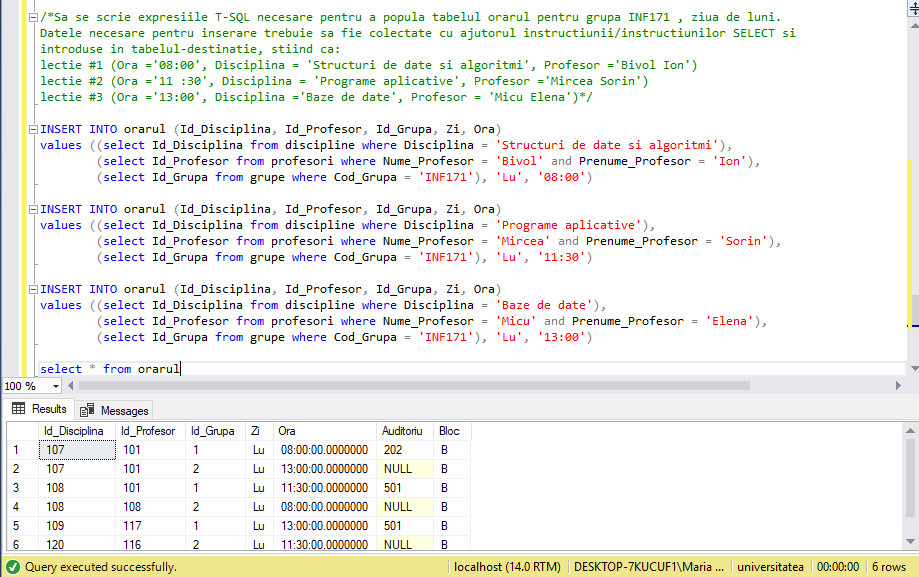 /*Sa se scrie expresiile T-SQL necesare pentru a popula tabelul orarul pentru grupa INF171 , ziua de luni.
Datele necesare pentru inserare trebuie sa fie colectate cu ajutorul instructiunii/instructiunilor SELECT si
introduse in tabelul-destinatie, stiind ca:
lectie #1 (Ora ='08:00', Disciplina = 'Structuri de date si algoritmi', Profesor ='Bivol Ion')
lectie #2 (Ora ='11 :30', Disciplina = 'Programe aplicative', Profesor ='Mircea Sorin')
lectie #3 (Ora ='13:00', Disciplina ='Baze de date', Profesor = 'Micu Elena')*/
INSERT INTO orarul (Id_Disciplina, Id_Profesor, Id_Grupa, Zi, Ora)
values ((select Id_Disciplina from discipline where Disciplina = 'Structuri de date si algoritmi'),
(select Id_Profesor from profesori where Nume_Profesor = 'Bivol' and Prenume_Profesor = 'Ion'),
(select Id_Grupa from grupe where Cod_Grupa = 'INF171'), 'Lu', '08:00')
INSERT INTO orarul (Id_Disciplina, Id_Profesor, Id_Grupa, Zi, Ora)
values ((select Id_Disciplina from discipline where Disciplina = 'Programe aplicative'),
(select Id_Profesor from profesori where Nume_Profesor = 'Mircea' and Prenume_Profesor = 'Sorin'),
(select Id_Grupa from grupe where Cod_Grupa = 'INF171'), 'Lu', '11:30')
INSERT INTO orarul (Id_Disciplina, Id_Profesor, Id_Grupa, Zi, Ora)
values ((select Id_Disciplina from discipline where Disciplina = 'Baze de date'),
(select Id_Profesor from profesori where Nume_Profesor = 'Micu' and Prenume_Profesor = 'Elena'),
(select Id_Grupa from grupe where Cod_Grupa = 'INF171'), 'Lu', '13:00')
select * from orarul
100 %
Results Messages
Id_Disciplina Id_Profesor Id_Grupa Zi Ora Auditoriu Bloc
1 107 101 1 Lu 08:00:00.0000000 202 B
2 107 101 2 Lu 13:00:00.0000000 NULL B
3 108 101 1 Lu 11:30:00.0000000 501 B
4 108 108 2 Lu 08:00:00.0000000 NULL B
5 109 117 1 Lu 13:00:00.0000000 501 B
6 120 116 2 Lu 11:30:00.0000000 NULL B
Query executed successfully. localhost (14.0 RTM) DESKTOP-7KUCUF1\Maria ... universitatea 00:00:00 6 rows